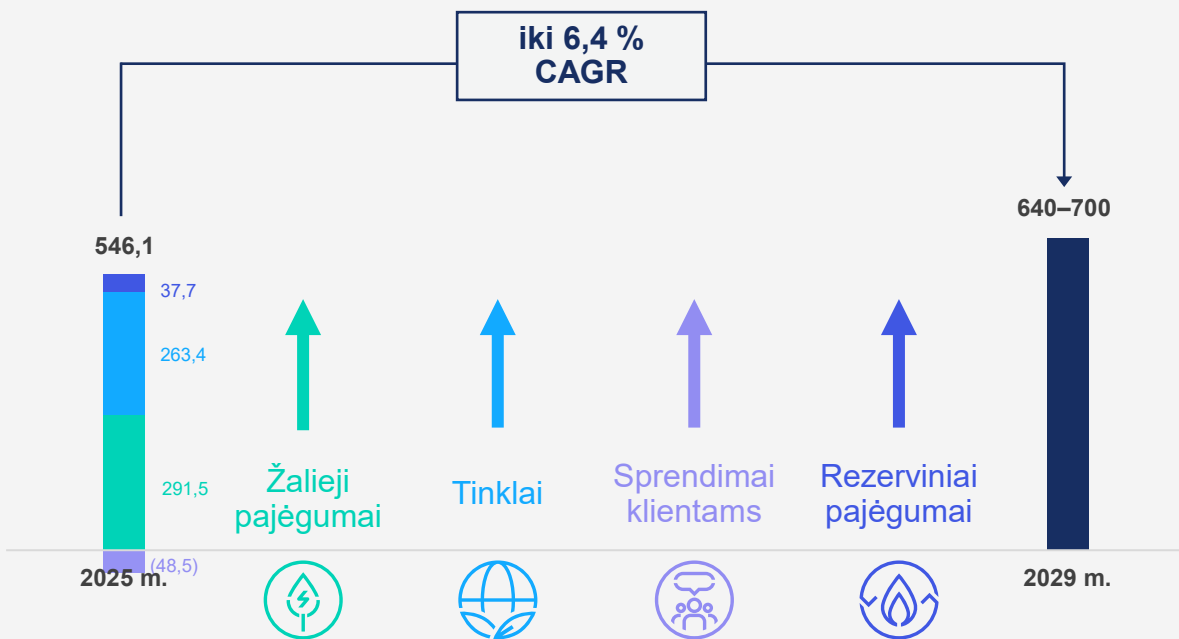 iki 6,4 %
CAGR
640–700
546,1
37,7
263,4
291,5
Žalieji
pajėgumai
Tinklai
Sprendimai
klientams
Rezerviniai
pajėgumai
(48,5)
2025 m.
2029 m.